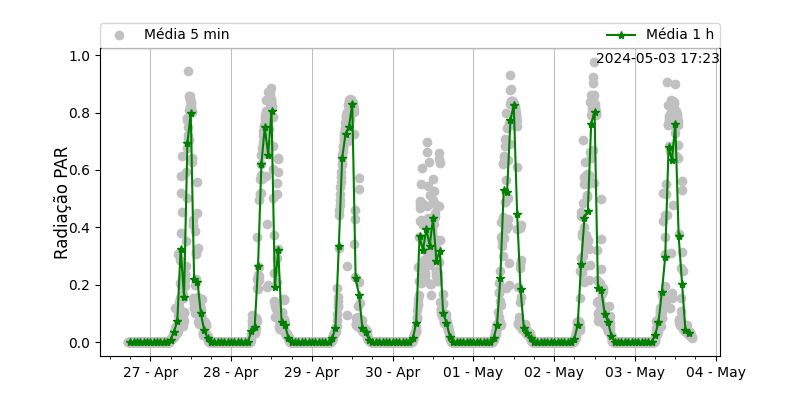 Média 5 min
Média 1 h
2024-05-03 17:23
Radiação PAR
1.0
0.8
0.6
0.4
0.2
0.0
27 - Apr
28 - Apr
29 - Apr
30 - Apr
01 - May
02 - May
03 - May
04 - May